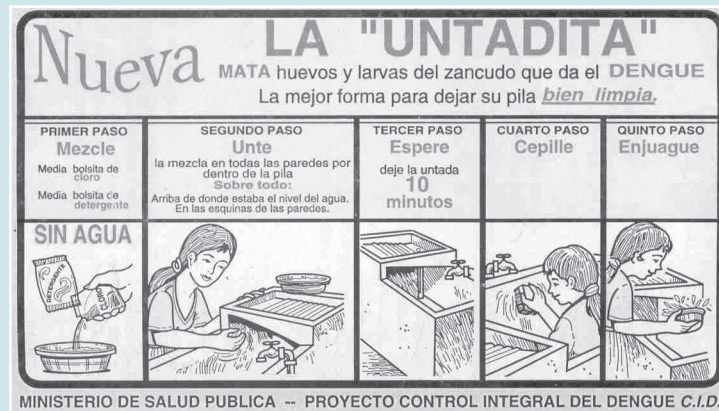 Nueva LA "UNTADITA"
MATA huevos y larvas del zancudo que da el DENGUE
La mejor forma para dejar su pila bien limpia.
PRIMER PASO
Mezcle
Media bolsita de
cloro
Media bolsita de
detergente
SIN AGUA
DETERGENTE
CLORO
SEGUNDO PASO
Unte
la mezcla en todas las paredes por
dentro de la pila
Sobre todo:
Arriba de donde estaba el nivel del agua.
En las esquinas de las paredes.
TERCER PASO
Espere
deje la untada
10
minutos
CUARTO PASO
Cepille
QUINTO PASO
Enjuague
MINISTERIO DE SALUD PUBLICA -- PROYECTO CONTROL INTEGRAL DEL DENGUE C.I.D.